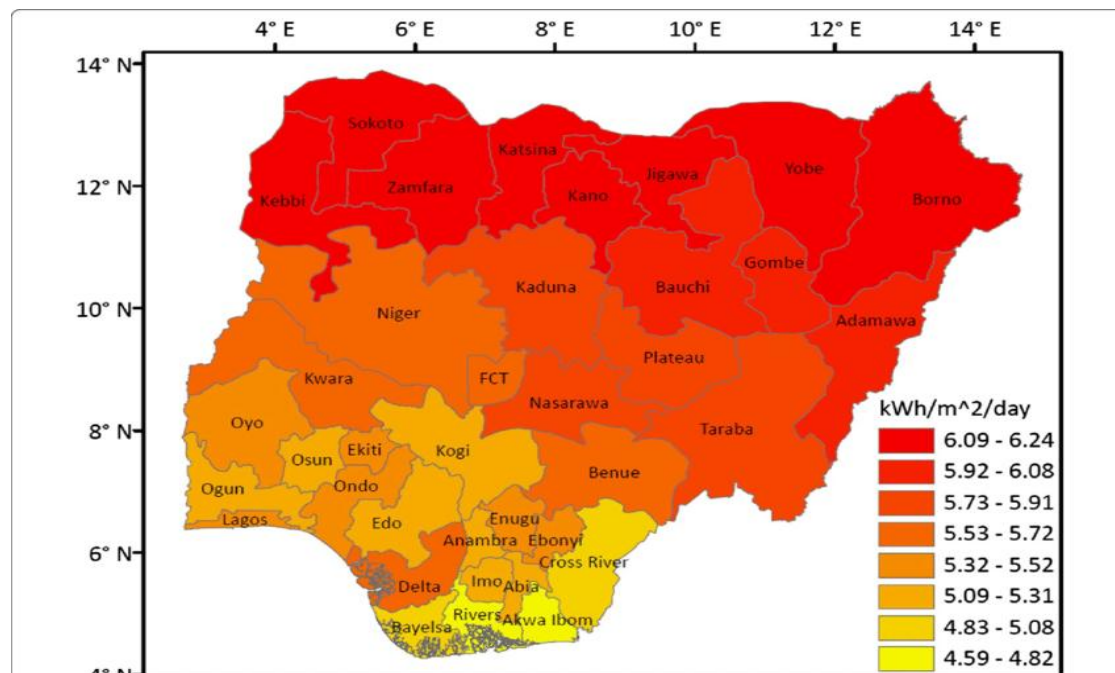 4° E 6° E 8° E 10° E 12° E 14° E
14° N
Sokoto
Katsina
Jigawa
Yobe
Zamfara
Kano
12° N
Kebbi
Borno
Gombe
Kaduna
Bauchi
10° N
Niger
Adamawa
Plateau
Kwara
FCT
Nasarawa
kWh/m^2/day
Oyo
Taraba
8° N
6.09 - 6.24
Osun
Ekiti
Kogi
Benue
5.92 - 6.08
Ogun
Ondo
5.73 - 5.91
Lagos
Edo
Enugu
5.53 - 5.72
Anambra
Ebonyi
6° N
Cross River
5.32 - 5.52
Delta
Imo
Abia
5.09 - 5.31
Rivers
Akwa Ibom
Bayelsa
4.83 - 5.08
4.59 - 4.82
4° N